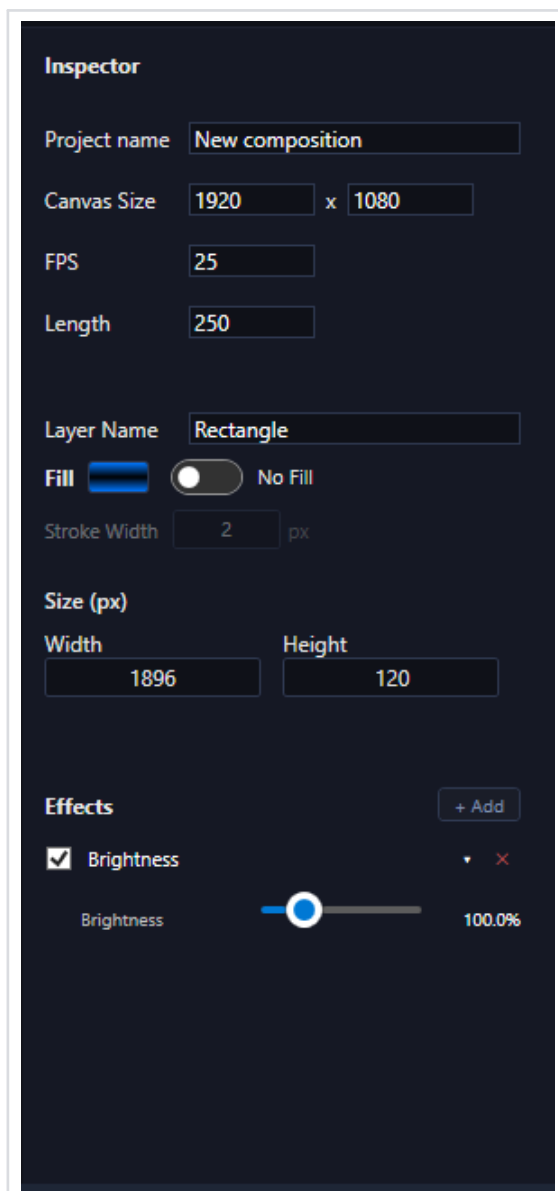 Inspector
Project name New composition
Canvas Size 1920 x 1080
FPS 25
Length 250
Layer Name Rectangle
Fill No Fill
Stroke Width 2 px
Size (px)
Width Height
1896 120
Effects + Add
Brightness
Brightness 100.0%